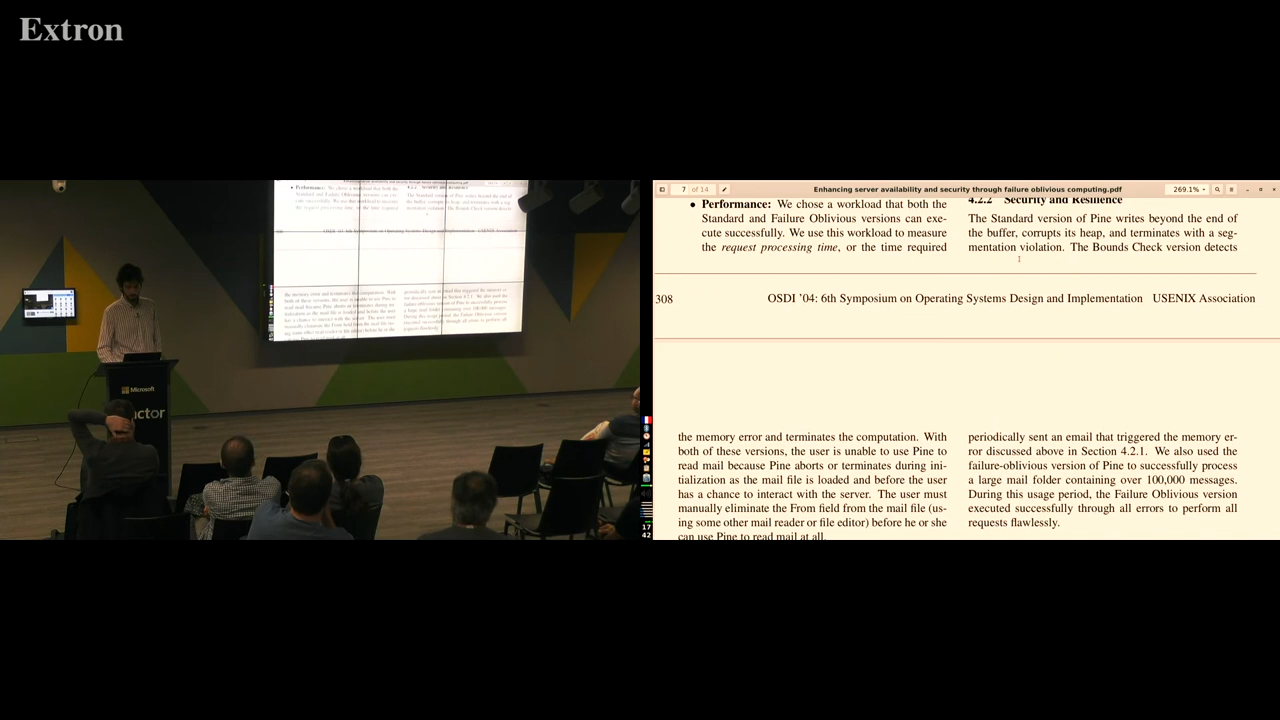 Extron
Microsoft
actor
7 of 14
Enhancing server availability and security through failure oblivious computing.pdf
269.1%
• Performance: We chose a workload that both the
Standard and Failure Oblivious versions can exe-
cute successfully. We use this workload to measure
the request processing time, or the time required
4.2.2 Security and Resilience
The Standard version of Pine writes beyond the end of
the buffer, corrupts its heap, and terminates with a seg-
mentation violation. The Bounds Check version detects
308
OSDI '04: 6th Symposium on Operating Systems Design and Implementation
USENIX Association
the memory error and terminates the computation. With
both of these versions, the user is unable to use Pine to
read mail because Pine aborts or terminates during ini-
tialization as the mail file is loaded and before the user
has a chance to interact with the server. The user must
manually eliminate the From field from the mail file (us-
ing some other mail reader or file editor) before he or she
can use Pine to read mail at all.
periodically sent an email that triggered the memory er-
ror discussed above in Section 4.2.1. We also used the
failure-oblivious version of Pine to successfully process
a large mail folder containing over 100,000 messages.
During this usage period, the Failure Oblivious version
executed successfully through all errors to perform all
requests flawlessly.
17
42